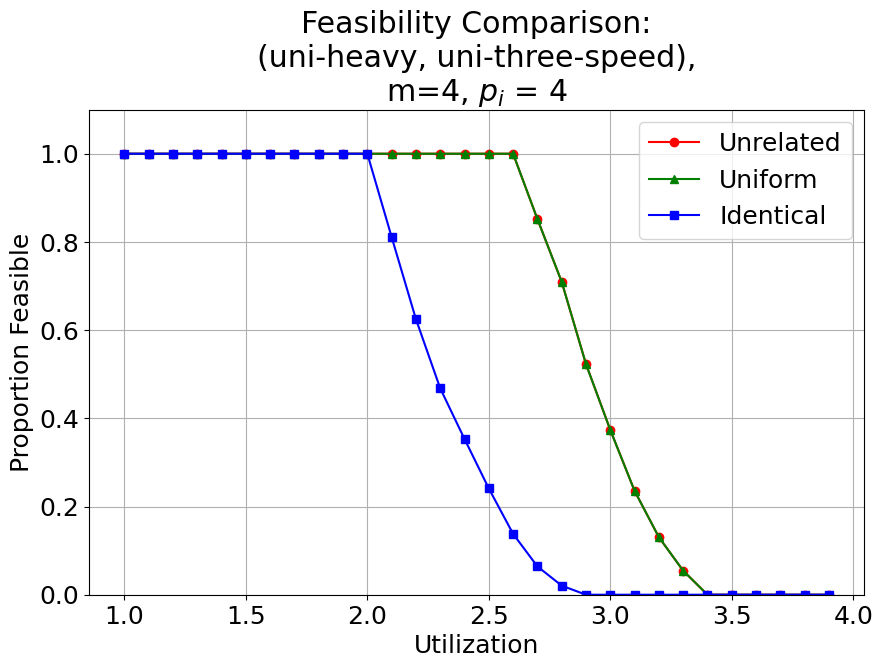 Feasibility Comparison:
(uni-heavy, uni-three-speed),
m=4, $p_i$ = 4
Unrelated
Uniform
Identical
Proportion Feasible
1.0
0.8
0.6
0.4
0.2
0.0
1.0 1.5 2.0 2.5 3.0 3.5 4.0
Utilization